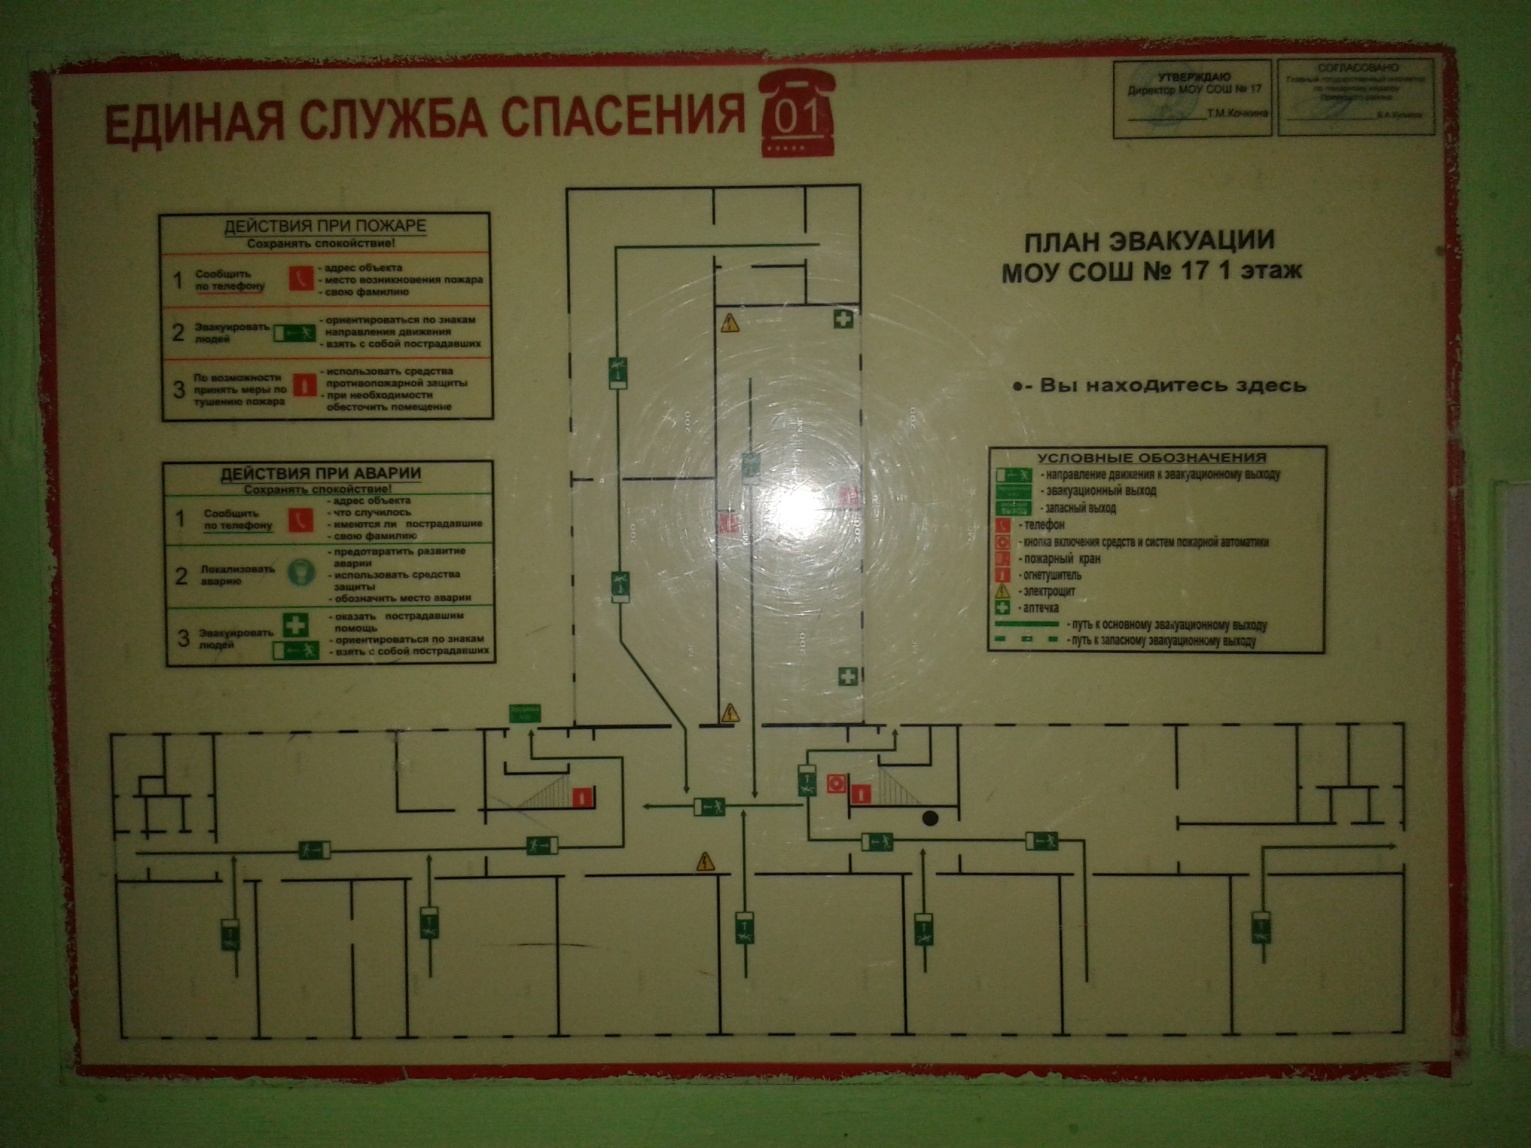 ЕДИНАЯ СЛУЖБА СПАСЕНИЯ 01
УТВЕРЖДАЮ
Директор МОУ СОШ № 17
Т.М.Кочкина
СОГЛАСОВАНО
Главный государственный инспектор
по пожарному надзору
ДЕЙСТВИЯ ПРИ ПОЖАРЕ
Сохранять спокойствие!
1 Сообщить по телефону
- адрес объекта
- место возникновения пожара
- свою фамилию
2 Эвакуировать людей
- ориентироваться по знакам
направления движения
- взять с собой пострадавших
3 По возможности принять меры по тушению пожара
- использовать средства
противопожарной защиты
- при необходимости
обесточить помещение
ДЕЙСТВИЯ ПРИ АВАРИИ
Сохранять спокойствие!
1 Сообщить по телефону
- адрес объекта
- что случилось
- имеются ли пострадавшие
- свою фамилию
2 Локализовать аварию
- предотвратить развитие
аварии
- использовать средства
защиты
- обозначить место аварии
3 Эвакуировать людей
- оказать пострадавшим
помощь
- ориентироваться по знакам
- взять с собой пострадавших
ПЛАН ЭВАКУАЦИИ
МОУ СОШ № 17 1 этаж
- Вы находитесь здесь
УСЛОВНЫЕ ОБОЗНАЧЕНИЯ
- направление движения к эвакуационному выходу
- эвакуационный выход
- запасный выход
- телефон
- кнопка включения средств и систем пожарной автоматики
- пожарный кран
- огнетушитель
- электрощит
- аптечка
- путь к основному эвакуационному выходу
- путь к запасному эвакуационному выходу